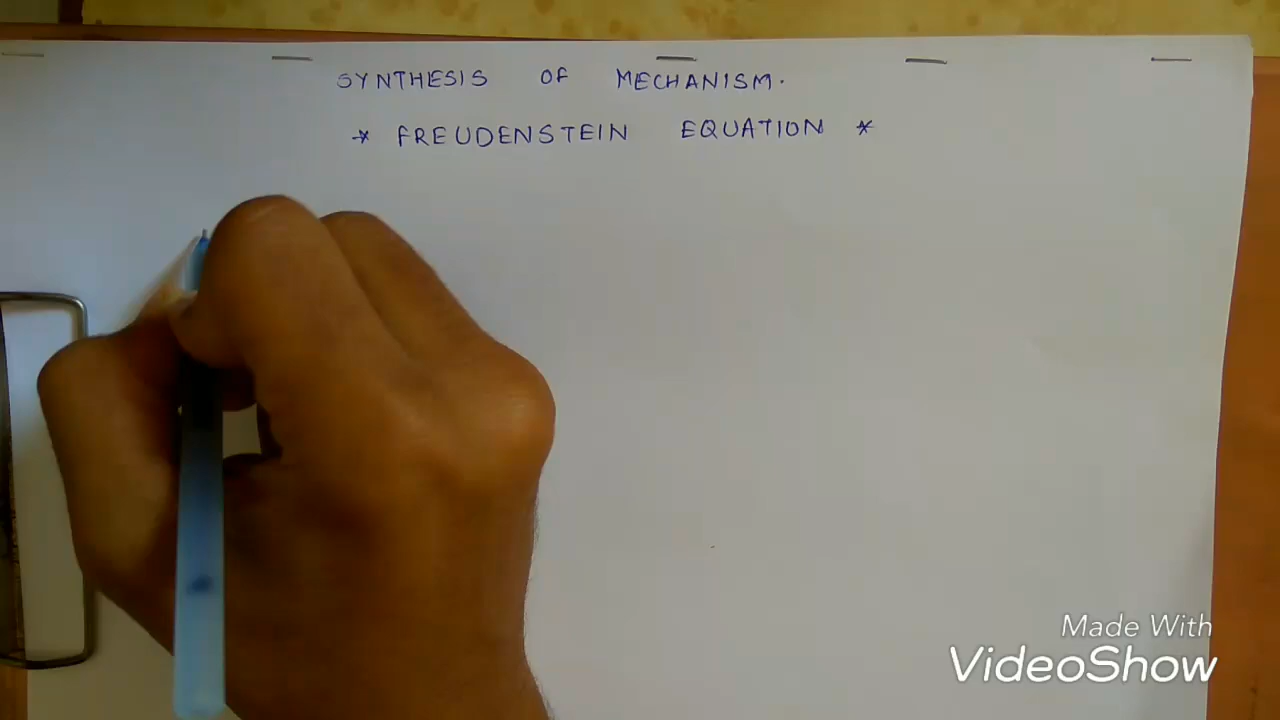 SYNTHESIS OF MECHANISM.
* FREUDENSTEIN EQUATION *
Made With
VideoShow